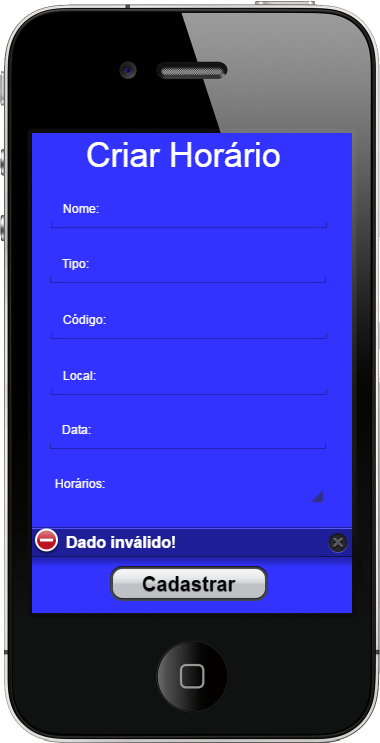 Criar Horário
Nome:
Tipo:
Código:
Local:
Data:
Horários:
Dado inválido!
Cadastrar